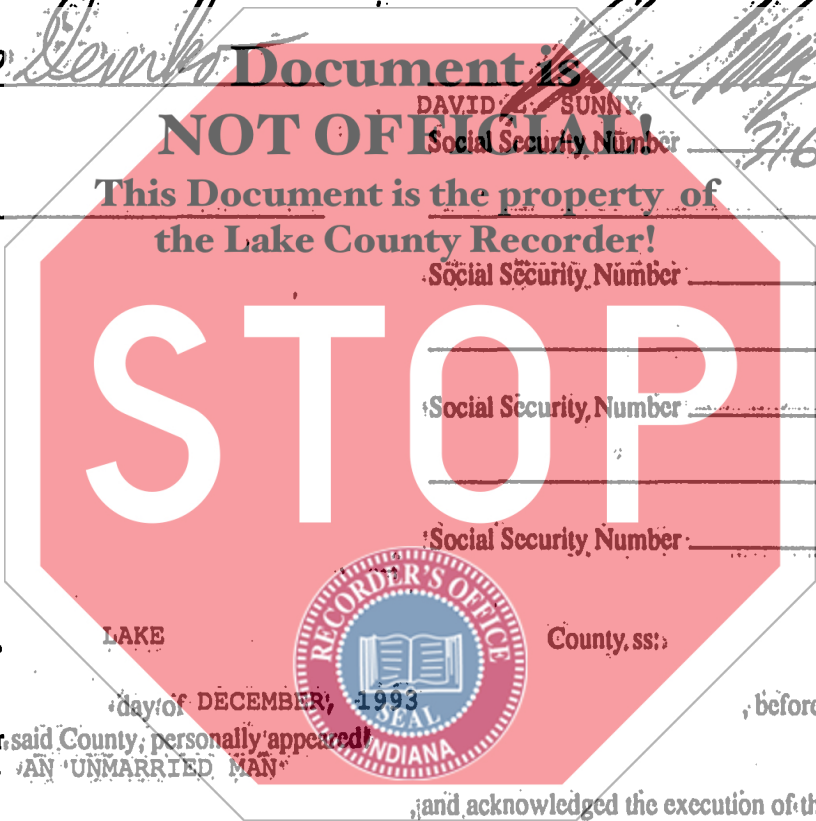 Document is
DAVID SUNNY
NOT OFFICIAL!
Social Security Number 316
This Document is the property of
the Lake County Recorder!
Social Security Number
STOP
Social Security Number
Social Security Number
RECORDER'S OFFICE
LAKE County, ss:
day of DECEMBER, 1993 , before
SEAL
said County, personally appeared
INDIANA
AN UNMARRIED MAN
, and acknowledged the execution of th